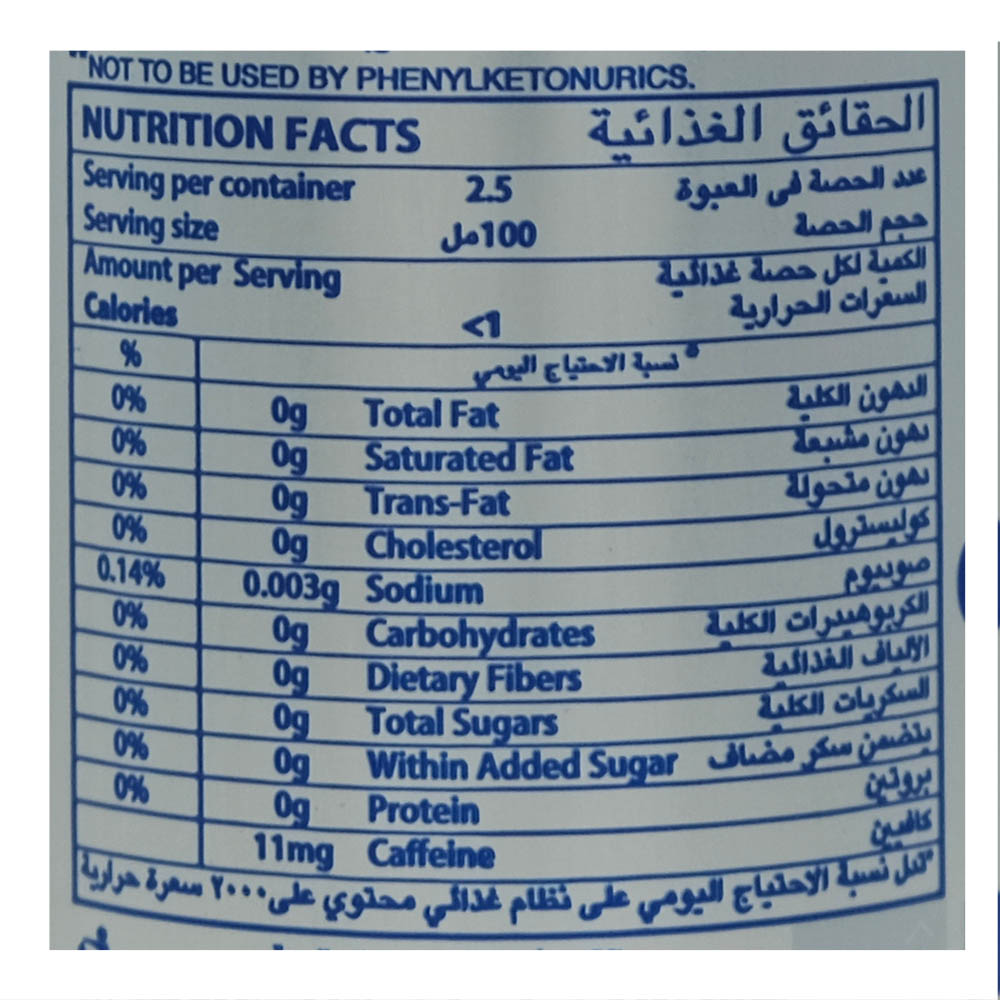 "NOT TO BE USED BY PHENYLKETONURICS.
NUTRITION FACTS الحقائق الغذائية
Serving per container 2.5 عدد الحصة في العبوة
Serving size 100مل حجم الحصة
Amount per Serving الكمية لكل حصة غذائية
Calories <1 السعرات الحرارية
% نسبة الاحتياج اليومي*
0% 0g Total Fat الدهون الكلية
0% 0g Saturated Fat دهون مشبعة
0% 0g Trans-Fat دهون متحولة
0% 0g Cholesterol كوليسترول
0.14% 0.003g Sodium صوديوم
0% 0g Carbohydrates الكربوهيدرات الكلية
0% 0g Dietary Fibers الألياف الغذائية
0% 0g Total Sugars السكريات الكلية
0% 0g Within Added Sugar يتضمن سكر مضاف
0% 0g Protein بروتين
11mg Caffeine كافيين
*تدل نسبة الاحتياج اليومي على نظام غذائي محتوي على ٢٠٠٠ سعرة حرارية